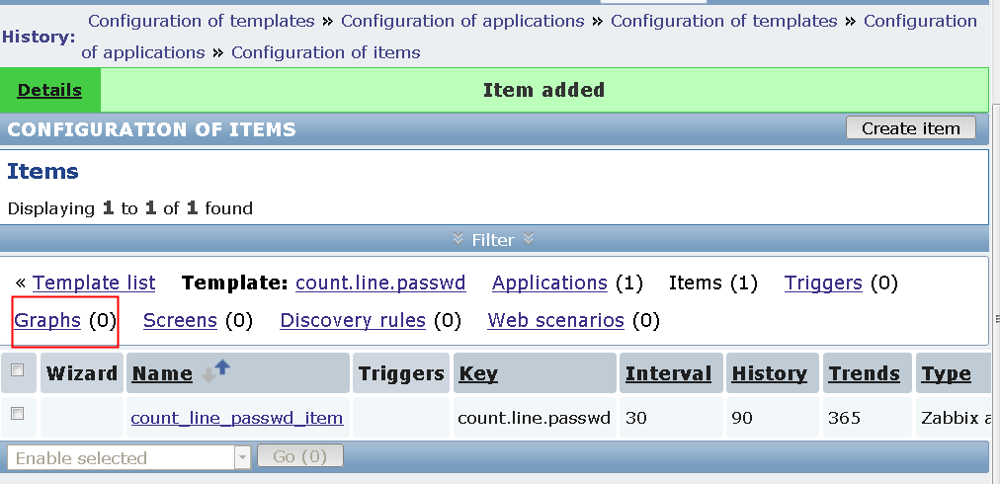 Configuration of templates » Configuration of applications » Configuration of templates » Configuration
History:
of applications » Configuration of items
Details Item added
CONFIGURATION OF ITEMS Create item
Items
Displaying 1 to 1 of 1 found
Filter
« Template list Template: count.line.passwd Applications (1) Items (1) Triggers (0)
Graphs (0) Screens (0) Discovery rules (0) Web scenarios (0)
Wizard Name Triggers Key Interval History Trends Type
count_line_passwd_item count.line.passwd 30 90 365 Zabbix a
Enable selected Go (0)